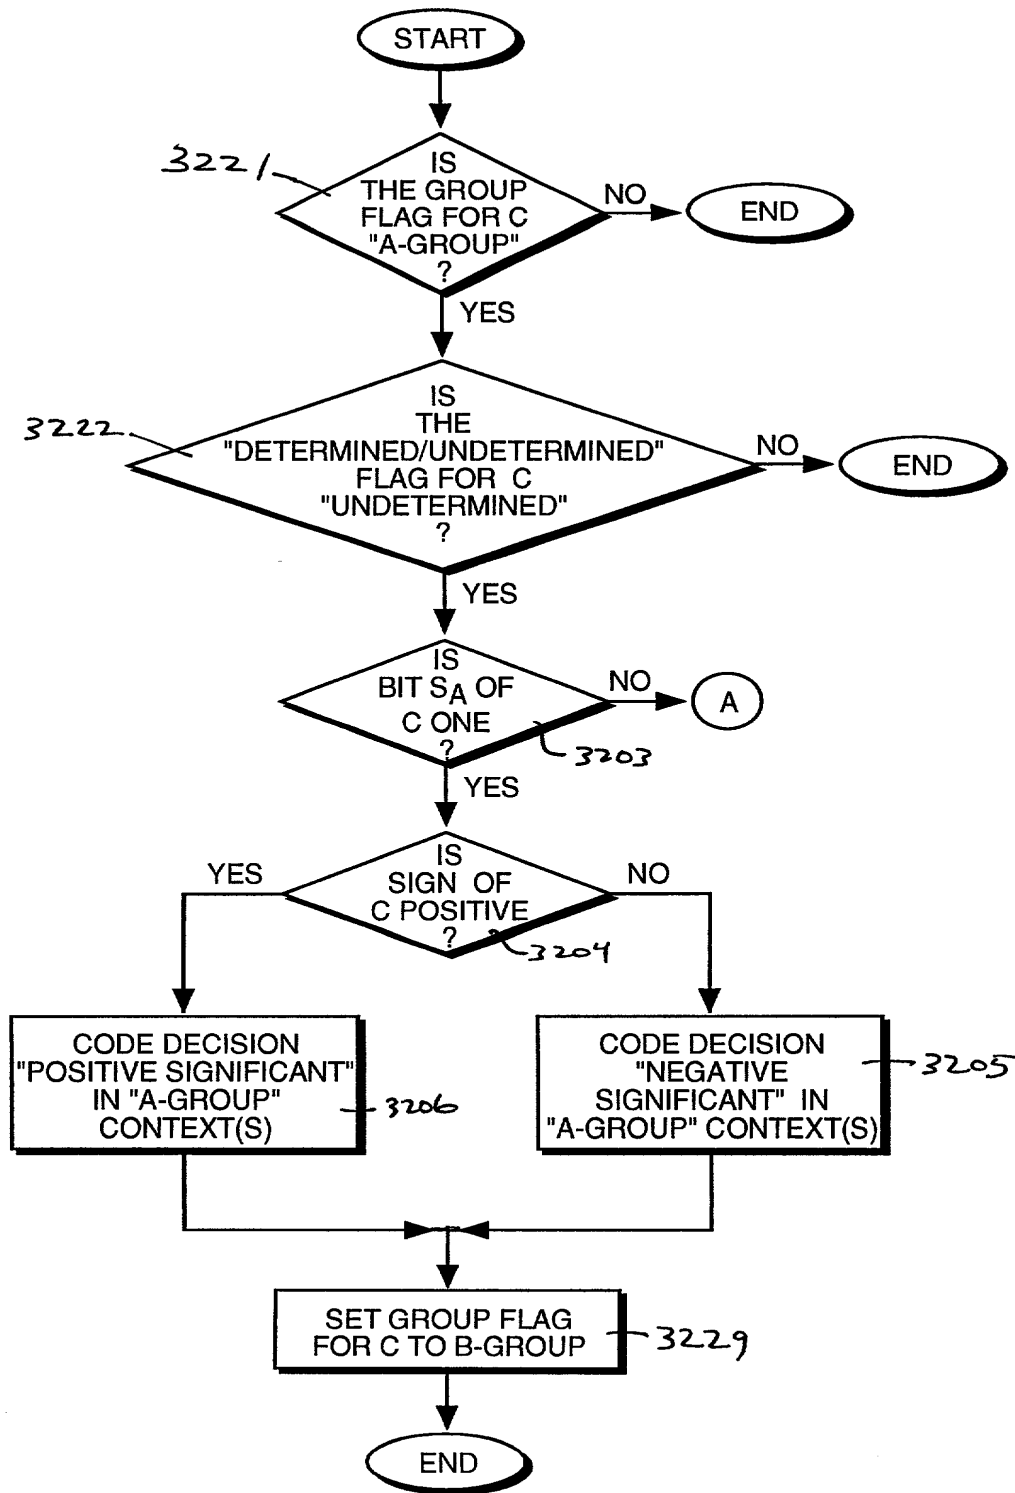 START
3221
IS
THE GROUP
FLAG FOR C
"A-GROUP"
?
NO
END
YES
3222
IS
THE
"DETERMINED/UNDETERMINED"
FLAG FOR C
"UNDETERMINED"
?
NO
END
YES
IS
BIT SA OF
C ONE
?
NO
A
3203
YES
IS
SIGN OF
C POSITIVE
?
YES
NO
3204
CODE DECISION
"POSITIVE SIGNIFICANT"
IN "A-GROUP"
CONTEXT(S)
3206
CODE DECISION
"NEGATIVE
SIGNIFICANT" IN
"A-GROUP" CONTEXT(S)
3205
SET GROUP FLAG
FOR C TO B-GROUP
3229
END